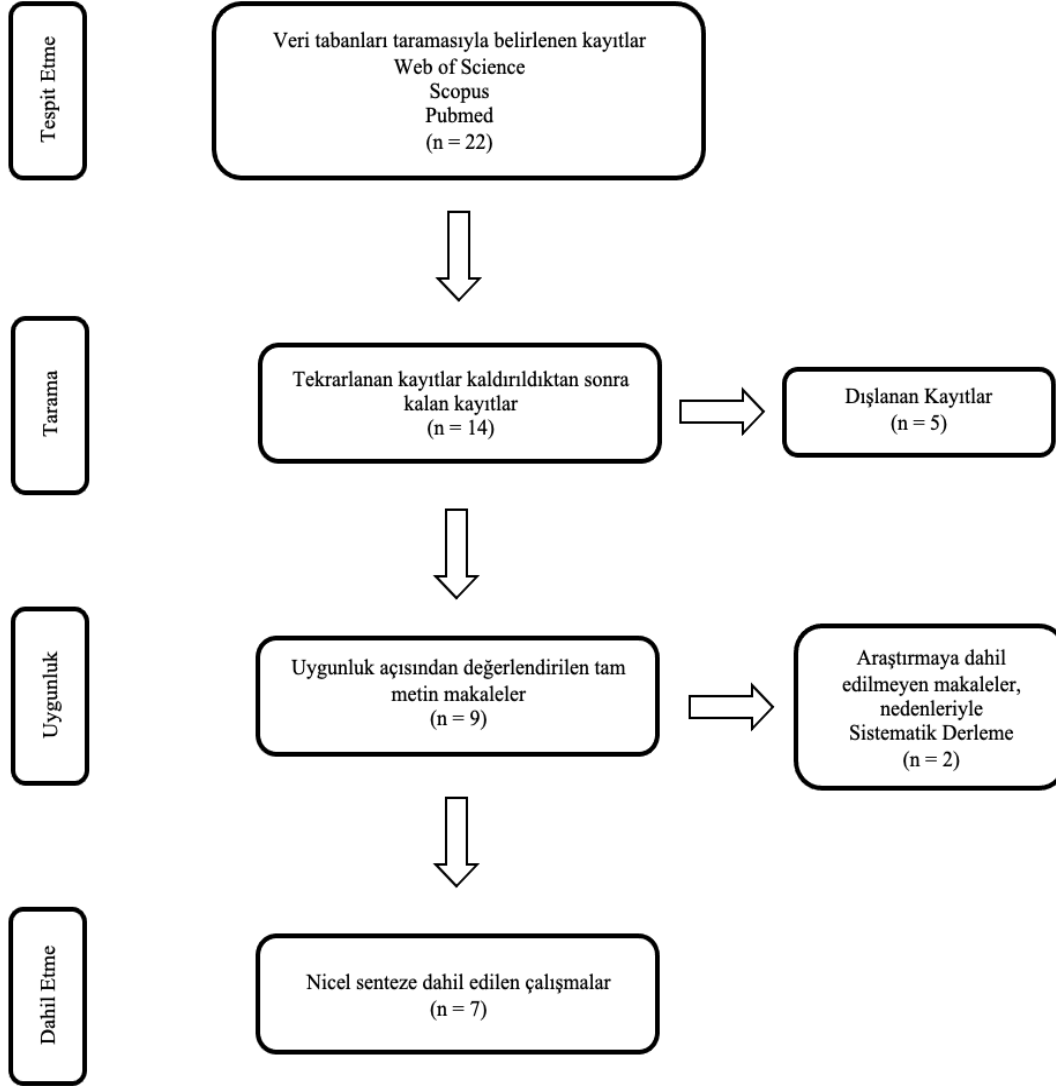 Tespit Etme
Veri tabanları taramasıyla belirlenen kayıtlar
Web of Science
Scopus
Pubmed
(n = 22)
Tarama
Tekrarlanan kayıtlar kaldırıldıktan sonra
kalan kayıtlar
(n = 14)
Dışlanan Kayıtlar
(n = 5)
Uygunluk
Uygunluk açısından değerlendirilen tam
metin makaleler
(n = 9)
Araştırmaya dahil
edilmeyen makaleler,
nedenleriyle
Sistematik Derleme
(n = 2)
Dahil Etme
Nicel senteze dahil edilen çalışmalar
(n = 7)